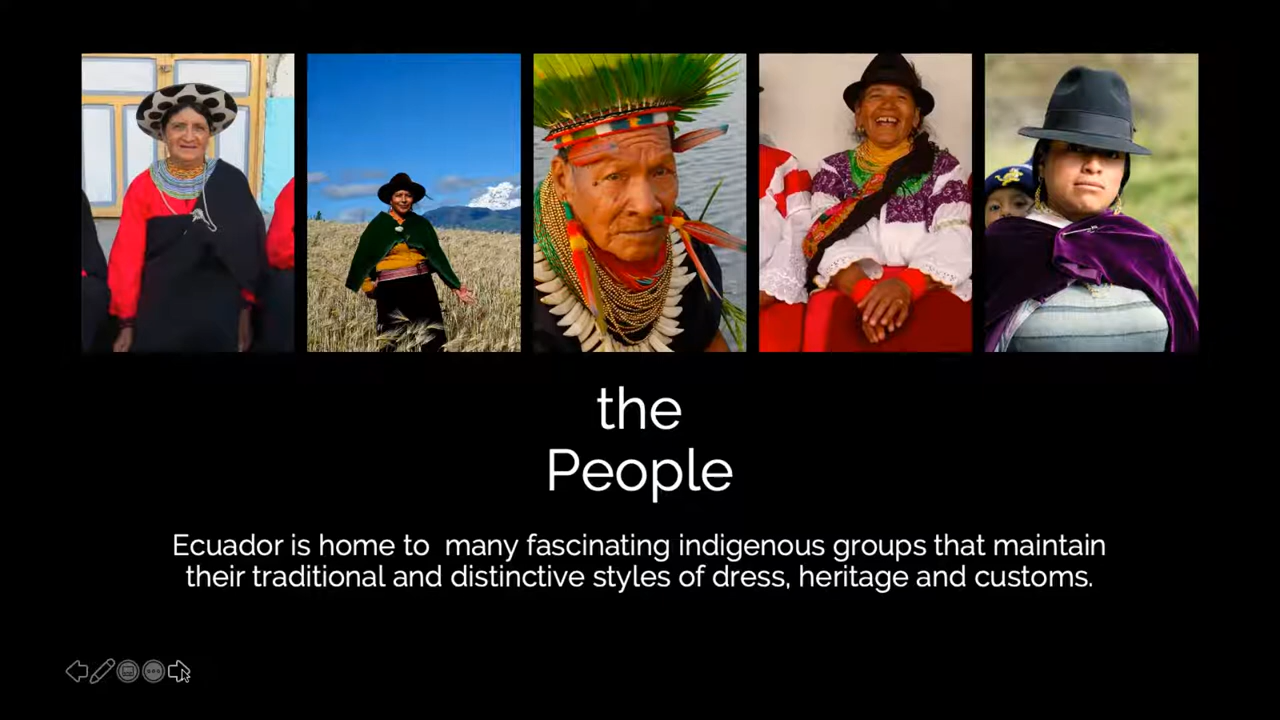 the
People
Ecuador is home to  many fascinating indigenous groups that maintain
their traditional and distinctive styles of dress, heritage and customs.